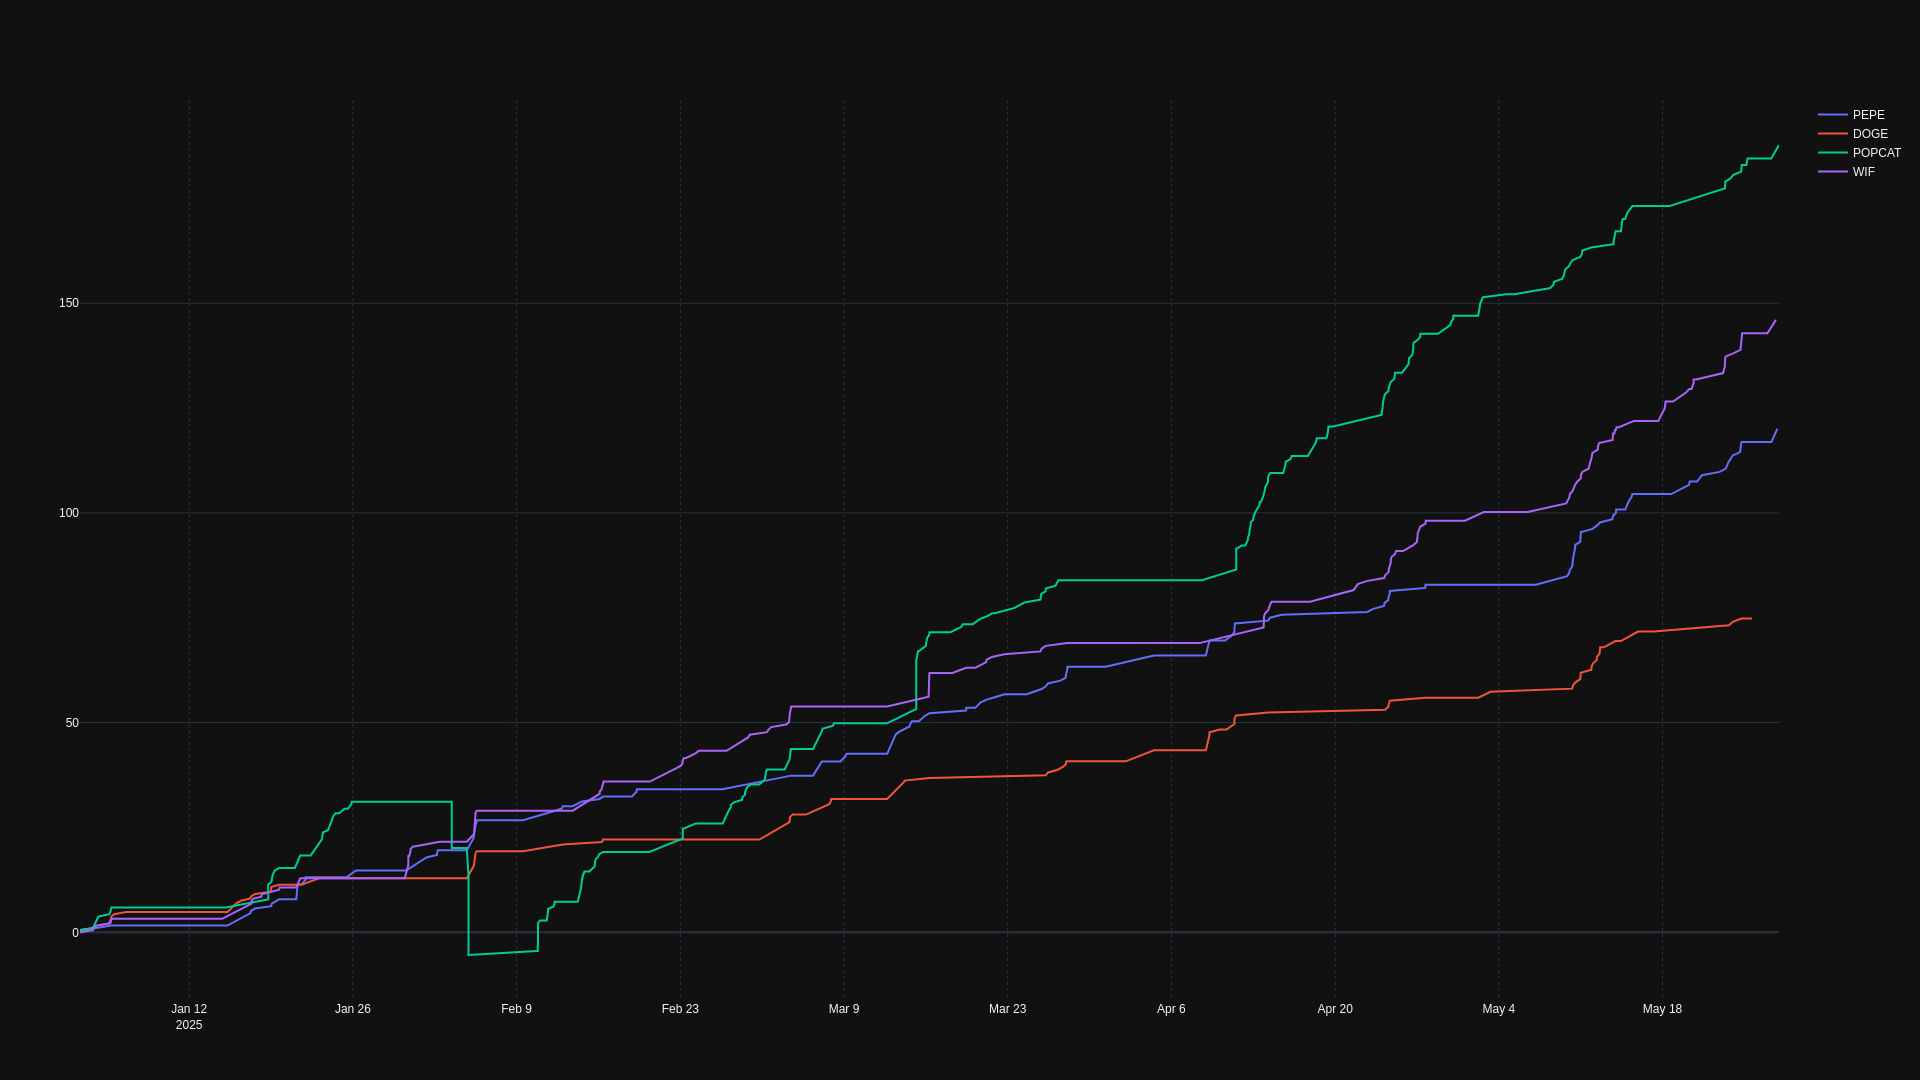 PEPE
DOGE
POPCAT
WIF
150
100
50
0
Jan 12
2025
Jan 26
Feb 9
Feb 23
Mar 9
Mar 23
Apr 6
Apr 20
May 4
May 18